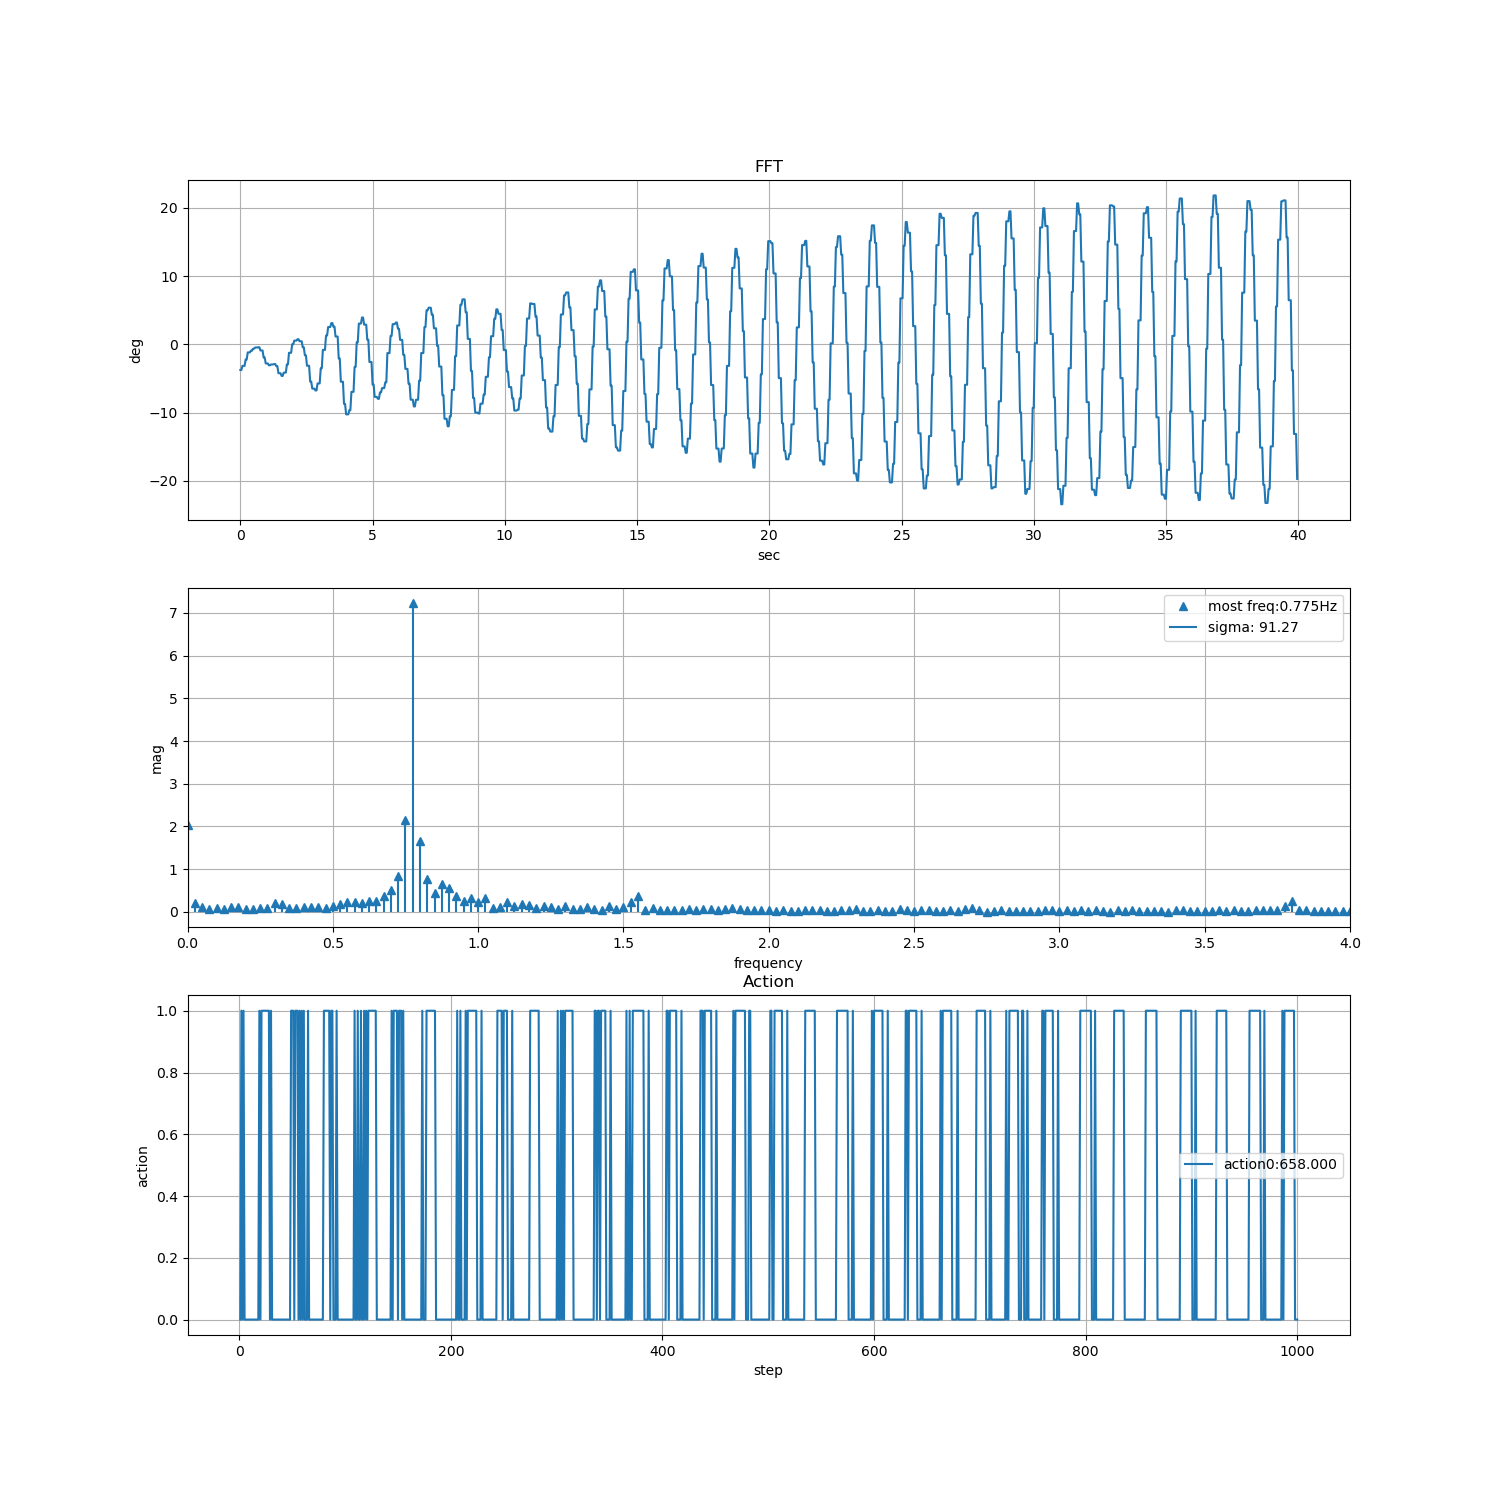 FFT
20
10
0
−10
−20
deg
0 5 10 15 20 25 30 35 40
sec
7
6
5
4
3
2
1
0
mag
most freq:0.775Hz
sigma: 91.27
0.0 0.5 1.0 1.5 2.0 2.5 3.0 3.5 4.0
frequency
Action
1.0
0.8
0.6
0.4
0.2
0.0
action
action0:658.000
0 200 400 600 800 1000
step